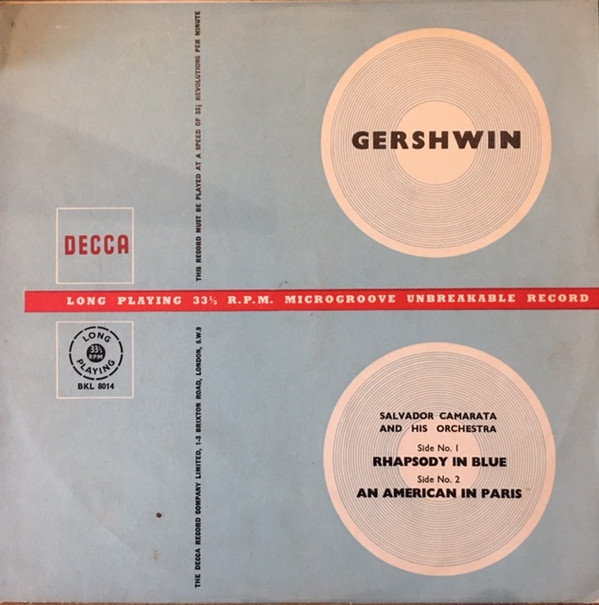 GERSHWIN
THIS RECORD MUST BE PLAYED AT A SPEED OF 33⅓ REVOLUTIONS PER MINUTE
DECCA
LONG PLAYING 33⅓ R.P.M. MICROGROOVE UNBREAKABLE RECORD
LONG
33⅓
RPM
PLAYING
BKL 8014
THE DECCA RECORD COMPANY LIMITED, 1-3 BRIXTON ROAD, LONDON, S.W.9
SALVADOR CAMARATA
AND HIS ORCHESTRA
Side No. 1
RHAPSODY IN BLUE
Side No. 2
AN AMERICAN IN PARIS